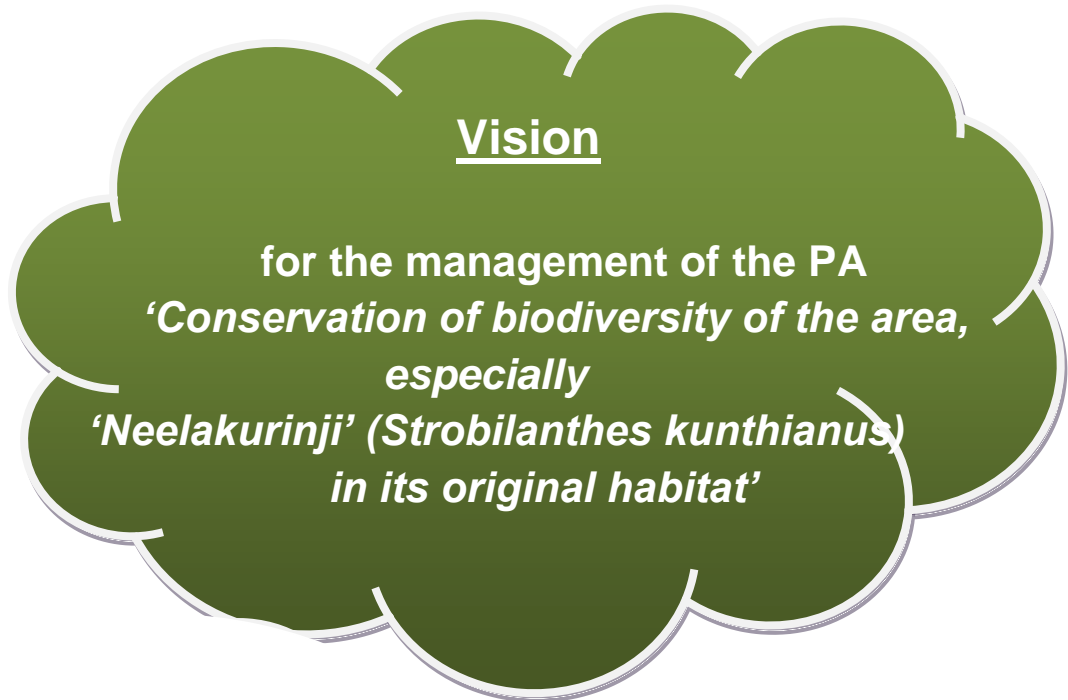 Vision
for the management of the PA
‘Conservation of biodiversity of the area,
especially
‘Neelakurinji’ (Strobilanthes kunthianus)
in its original habitat’